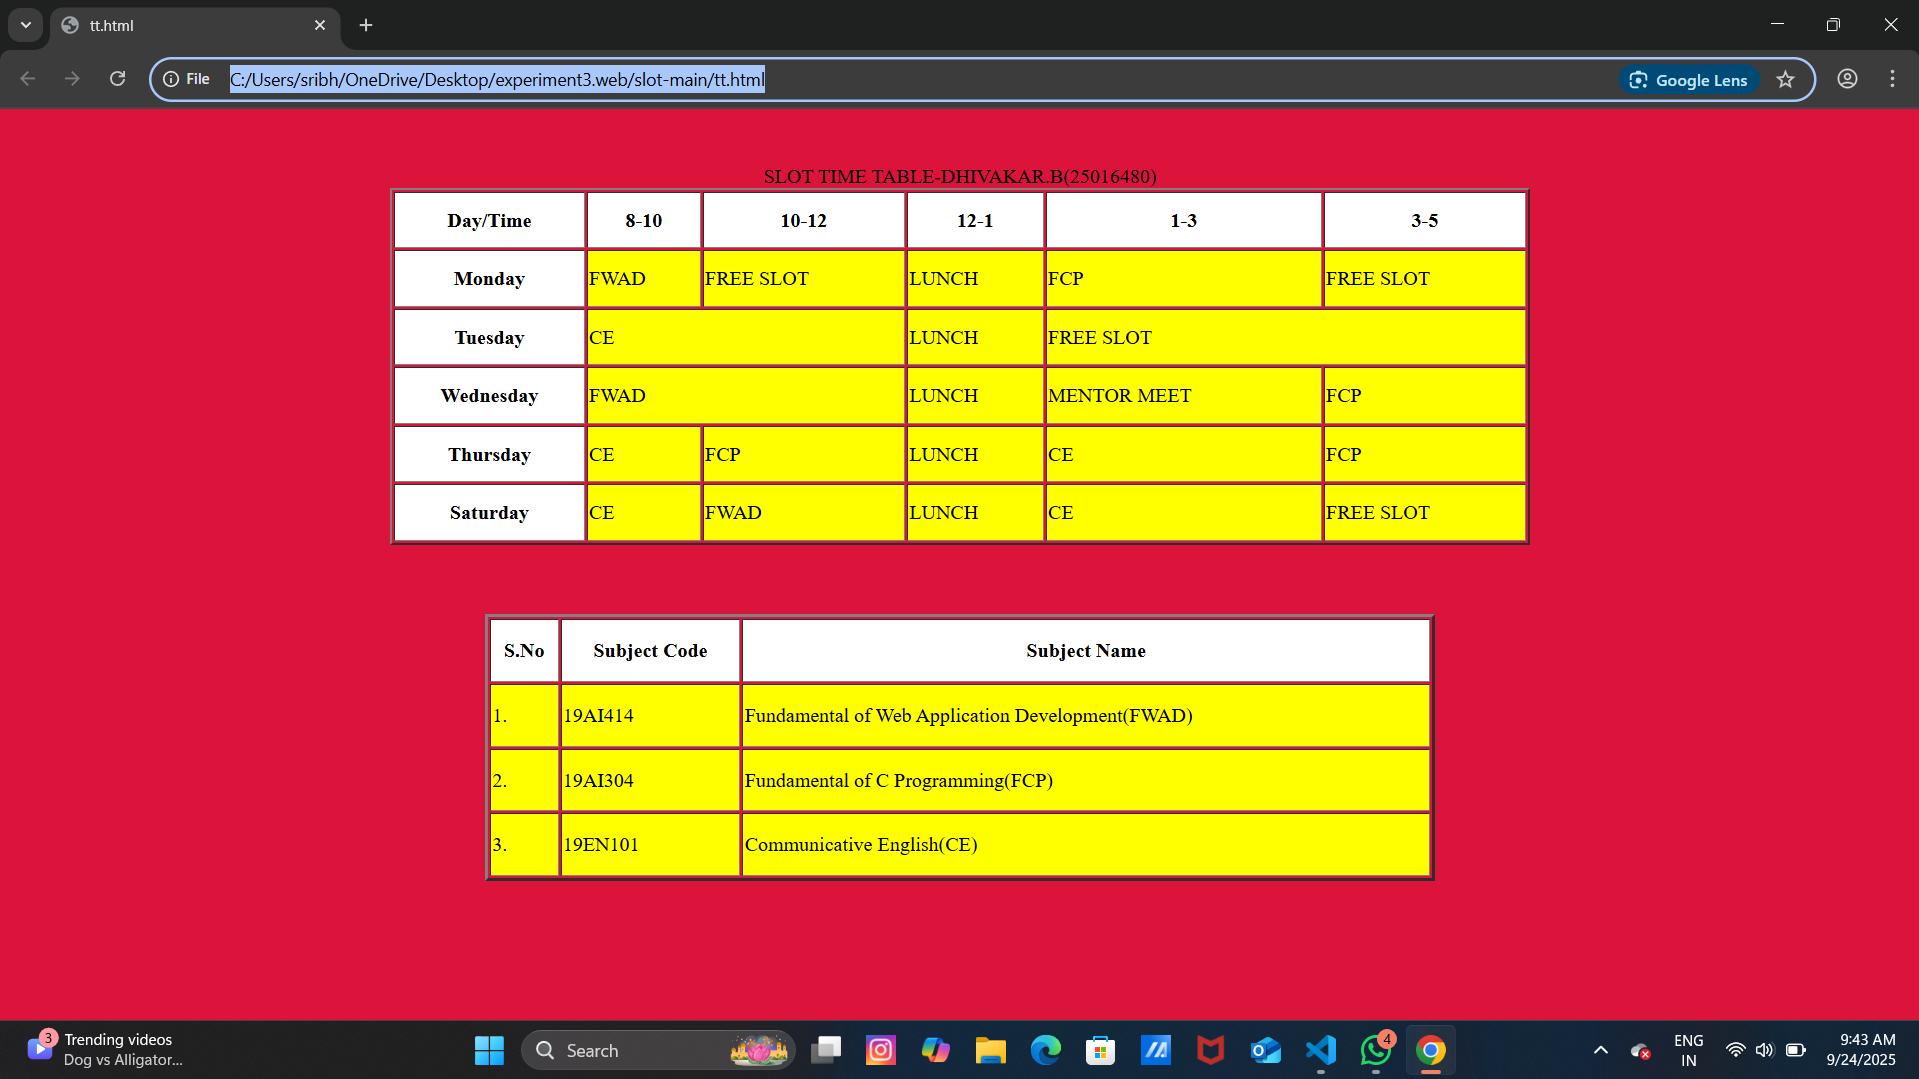 tt.html
File
C:/Users/sribh/OneDrive/Desktop/experiment3.web/slot-main/tt.html
Google Lens
SLOT TIME TABLE-DHIVAKAR.B(25016480)
Day/Time 8-10 10-12 12-1 1-3 3-5
Monday FWAD FREE SLOT LUNCH FCP FREE SLOT
Tuesday CE LUNCH FREE SLOT
Wednesday FWAD LUNCH MENTOR MEET FCP
Thursday CE FCP LUNCH CE FCP
Saturday CE FWAD LUNCH CE FREE SLOT
S.No Subject Code Subject Name
1. 19AI414 Fundamental of Web Application Development(FWAD)
2. 19AI304 Fundamental of C Programming(FCP)
3. 19EN101 Communicative English(CE)
3
Trending videos
Dog vs Alligator...
Search
4
ENG
IN
9:43 AM
9/24/2025